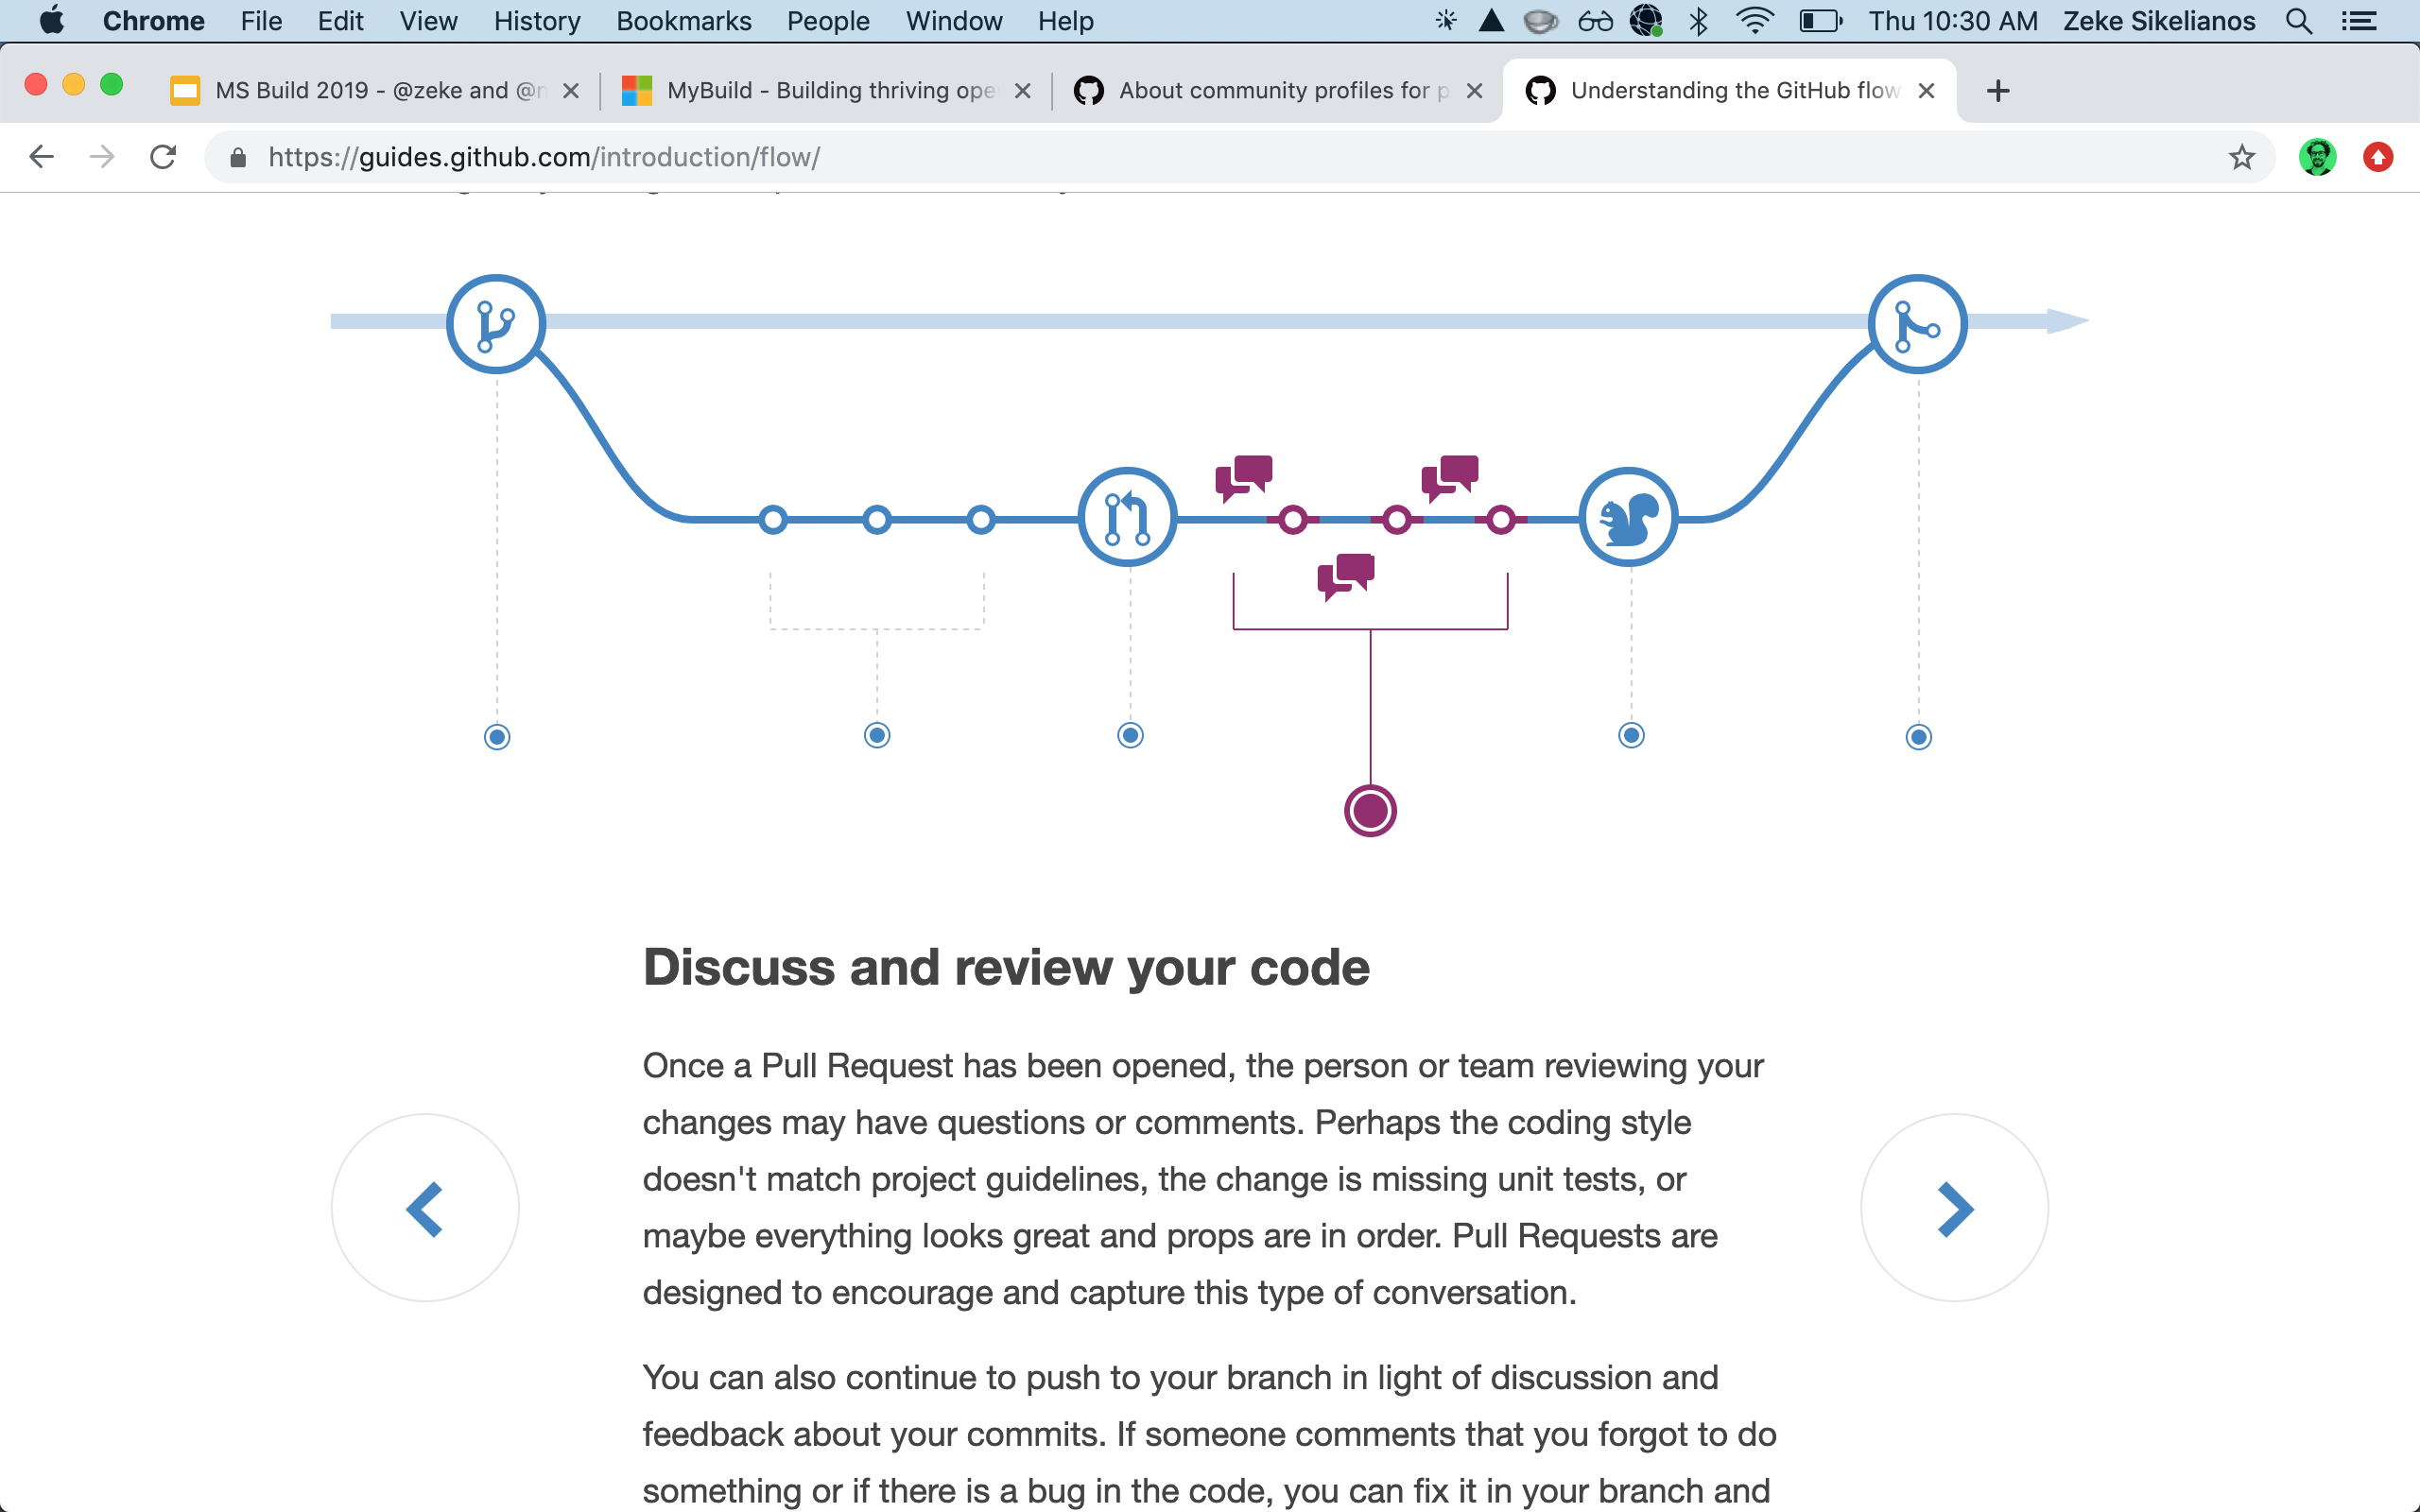 Chrome File Edit View History Bookmarks People Window Help Thu 10:30 AM Zeke Sikelianos
MS Build 2019 - @zeke and @n MyBuild - Building thriving ope About community profiles for p Understanding the GitHub flow
https://guides.github.com/introduction/flow/
Discuss and review your code
Once a Pull Request has been opened, the person or team reviewing your
changes may have questions or comments. Perhaps the coding style
doesn't match project guidelines, the change is missing unit tests, or
maybe everything looks great and props are in order. Pull Requests are
designed to encourage and capture this type of conversation.
You can also continue to push to your branch in light of discussion and
feedback about your commits. If someone comments that you forgot to do
something or if there is a bug in the code, you can fix it in your branch and